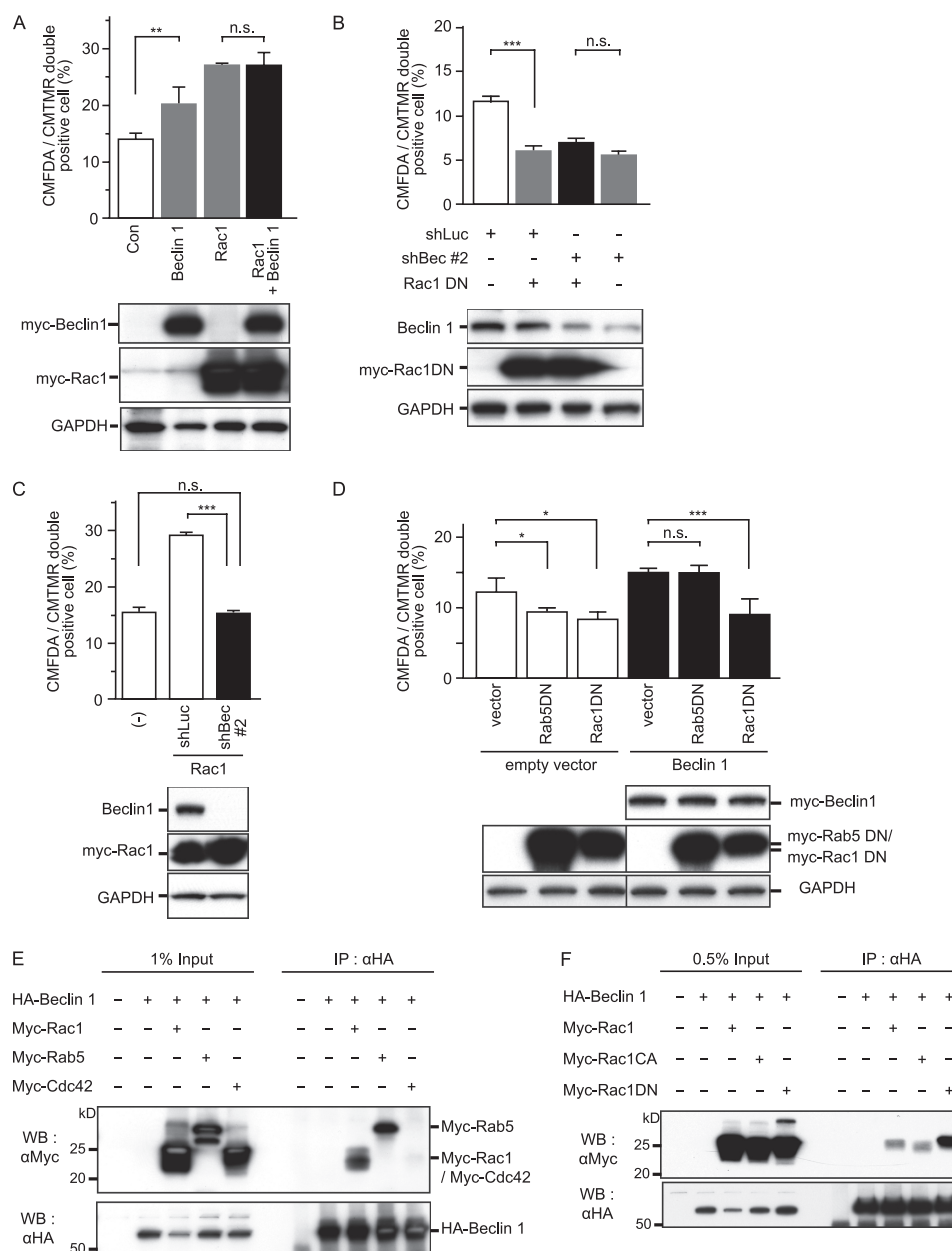 A
CMFDA / CMTMR double
positive cell (%)
30
20
10
0
**
n.s.
Con
Beclin 1
Rac1
Rac1
+ Beclin 1
myc-Beclin1
myc-Rac1
GAPDH
B
CMFDA / CMTMR double
positive cell (%)
20
15
10
5
0
***
n.s.
shLuc + + - -
shBec #2 - - + +
Rac1 DN - + + -
Beclin 1
myc-Rac1DN
GAPDH
C
CMFDA / CMTMR double
positive cell (%)
30
20
10
0
n.s.
***
(-)
shLuc
shBec
#2
Rac1
Beclin1
myc-Rac1
GAPDH
D
CMFDA / CMTMR double
positive cell (%)
20
10
0
*
*
***
n.s.
vector
Rab5DN
Rac1DN
vector
Rab5DN
Rac1DN
empty vector
Beclin 1
myc-Beclin1
myc-Rab5 DN/
myc-Rac1 DN
GAPDH
E
1% Input
IP : αHA
HA-Beclin 1 - + + + + - + + + +
Myc-Rac1 + +
Myc-Rab5 + +
Myc-Cdc42 + +
kD
WB :
αMyc
25
20
Myc-Rab5
Myc-Rac1
/ Myc-Cdc42
WB :
αHA
50
HA-Beclin 1
F
0.5% Input
IP : αHA
HA-Beclin 1 - + + + + - + + + +
Myc-Rac1 + +
Myc-Rac1CA + +
Myc-Rac1DN + +
kD
WB :
αMyc
25
20
WB :
αHA
50